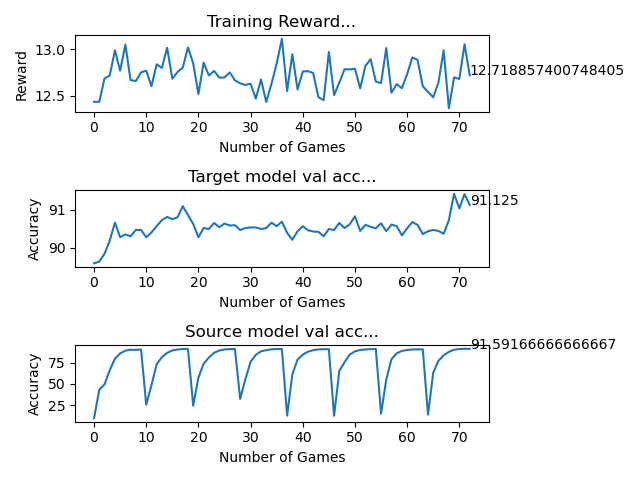 Training Reward...
13.0
12.5
Reward
12.718857400748405
0 10 20 30 40 50 60 70
Number of Games
Target model val acc...
91
90
Accuracy
91.125
0 10 20 30 40 50 60 70
Number of Games
Source model val acc...
75
50
25
Accuracy
91.59166666666667
0 10 20 30 40 50 60 70
Number of Games